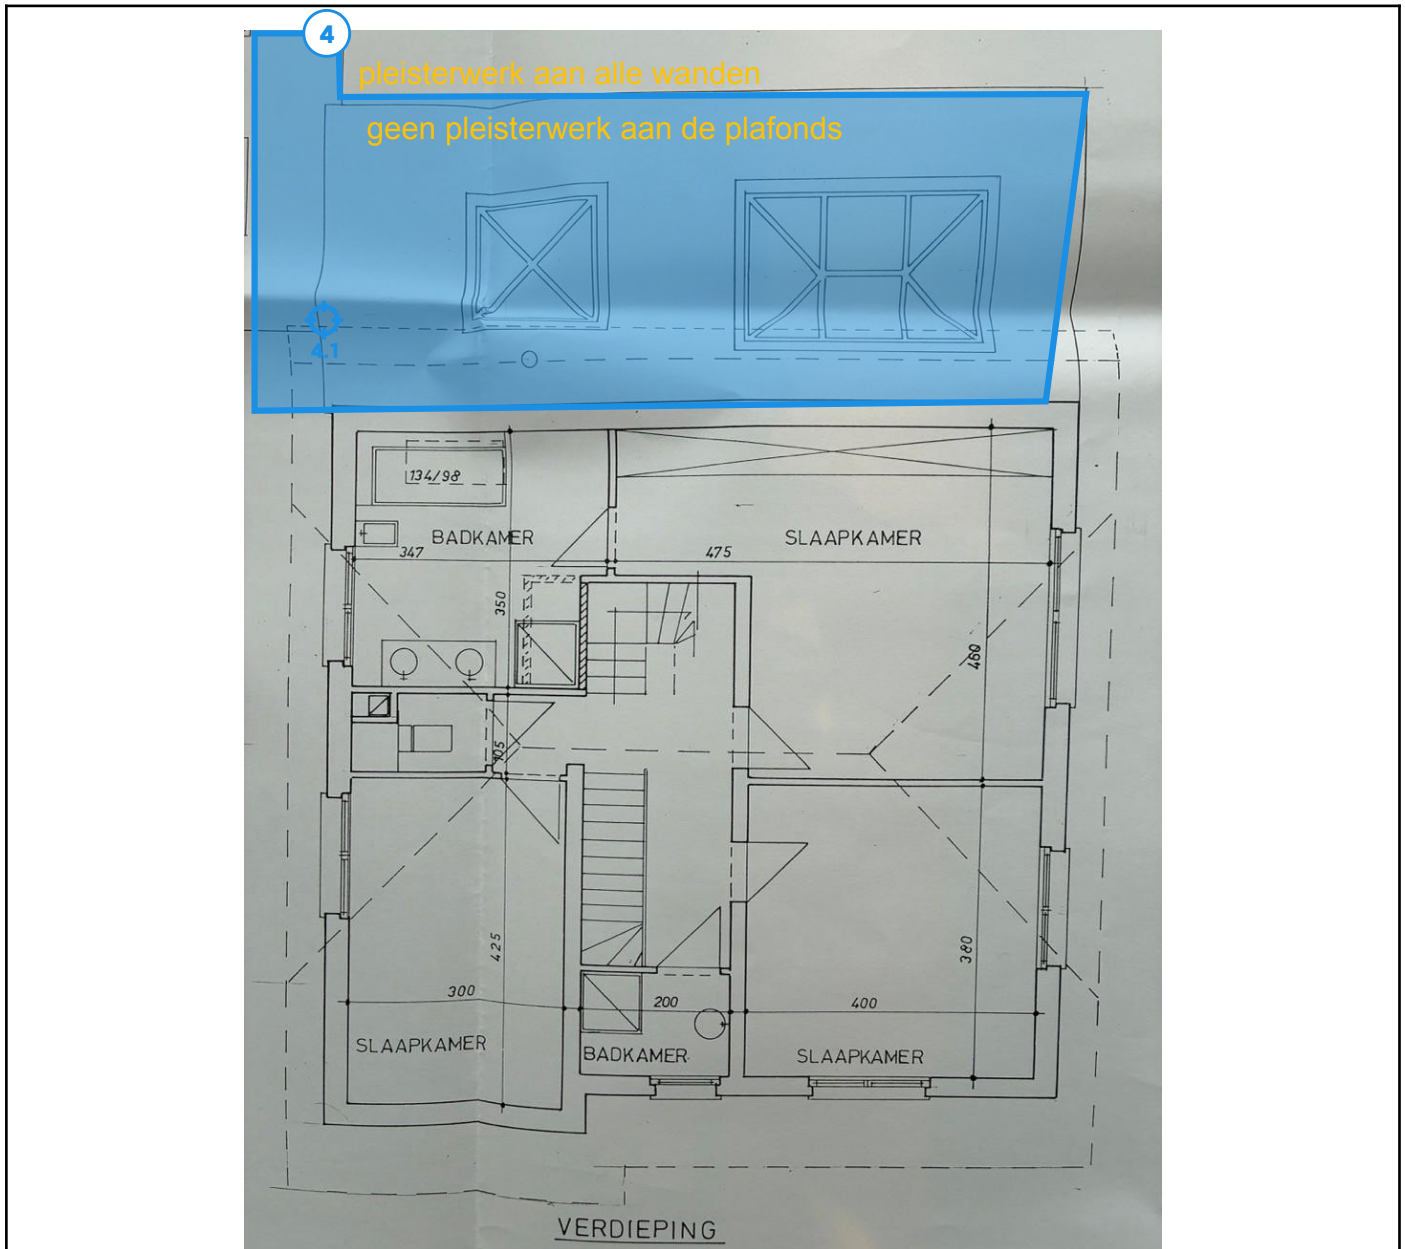 4
pleisterwerk aan alle wanden
geen pleisterwerk aan de plafonds
4.1
134/98
BADKAMER
SLAAPKAMER
347
475
350
460
105
425
380
300
200
400
SLAAPKAMER
BADKAMER
SLAAPKAMER
VERDIEPING